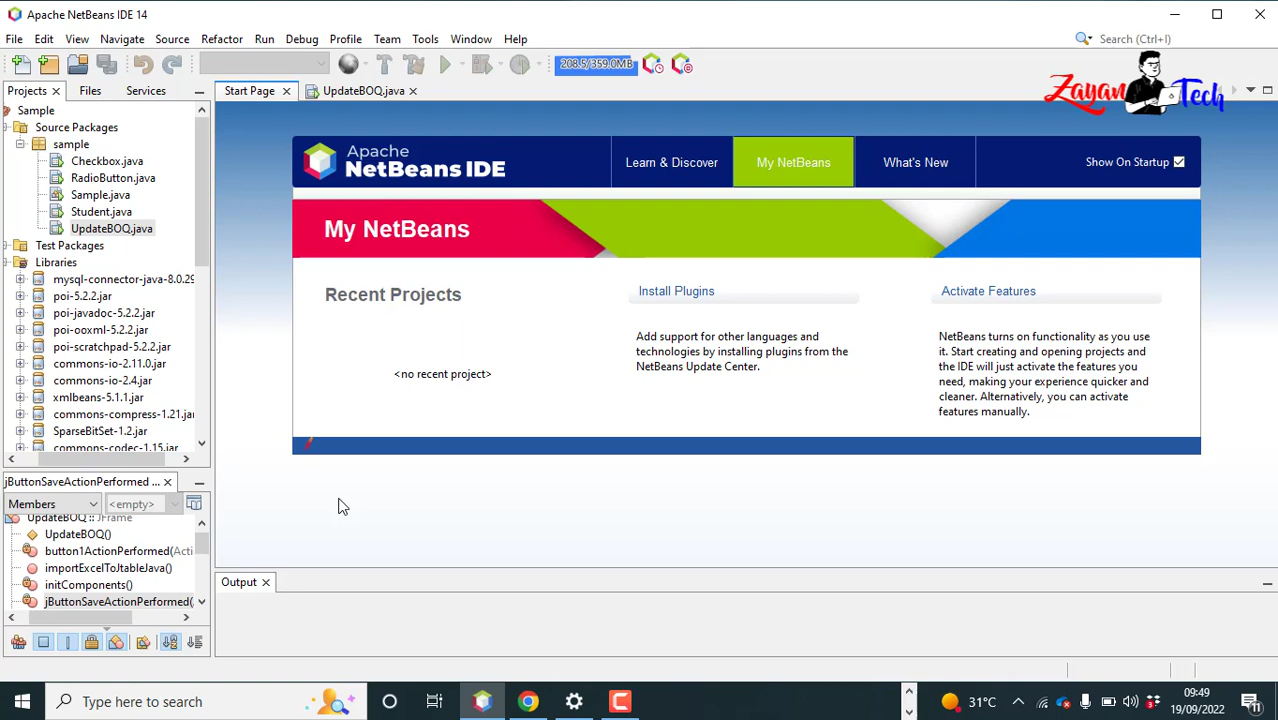 Apache NetBeans IDE 14
File Edit View Navigate Source Refactor Run Debug Profile Team Tools Window Help
Search (Ctrl+I)
208.5/359.0MB
Zayan Tech
Projects Files Services
Start Page UpdateBOQ.java
Sample
Source Packages
sample
Checkbox.java
RadioButton.java
Sample.java
Student.java
UpdateBOQ.java
Test Packages
Libraries
mysql-connector-java-8.0.29
poi-5.2.2.jar
poi-javadoc-5.2.2.jar
poi-ooxml-5.2.2.jar
poi-scratchpad-5.2.2.jar
commons-io-2.11.0.jar
commons-io-2.4.jar
xmlbeans-5.1.1.jar
commons-compress-1.21.jar
SparseBitSet-1.2.jar
commons-codec-1.15.jar
Apache
NetBeans IDE
Learn & Discover
My NetBeans
What's New
Show On Startup
My NetBeans
Recent Projects
<no recent project>
Install Plugins
Add support for other languages and
technologies by installing plugins from the
NetBeans Update Center.
Activate Features
NetBeans turns on functionality as you use
it. Start creating and opening projects and
the IDE will just activate the features you
need, making your experience quicker and
cleaner. Alternatively, you can activate
features manually.
jButtonSaveActionPerformed ...
Members <empty>
UpdateBOQ :: JFrame
UpdateBOQ()
button1ActionPerformed(Acti
importExcelToJtableJava()
initComponents()
jButtonSaveActionPerformed(
Output
Type here to search
31°C
09:49
19/09/2022
11